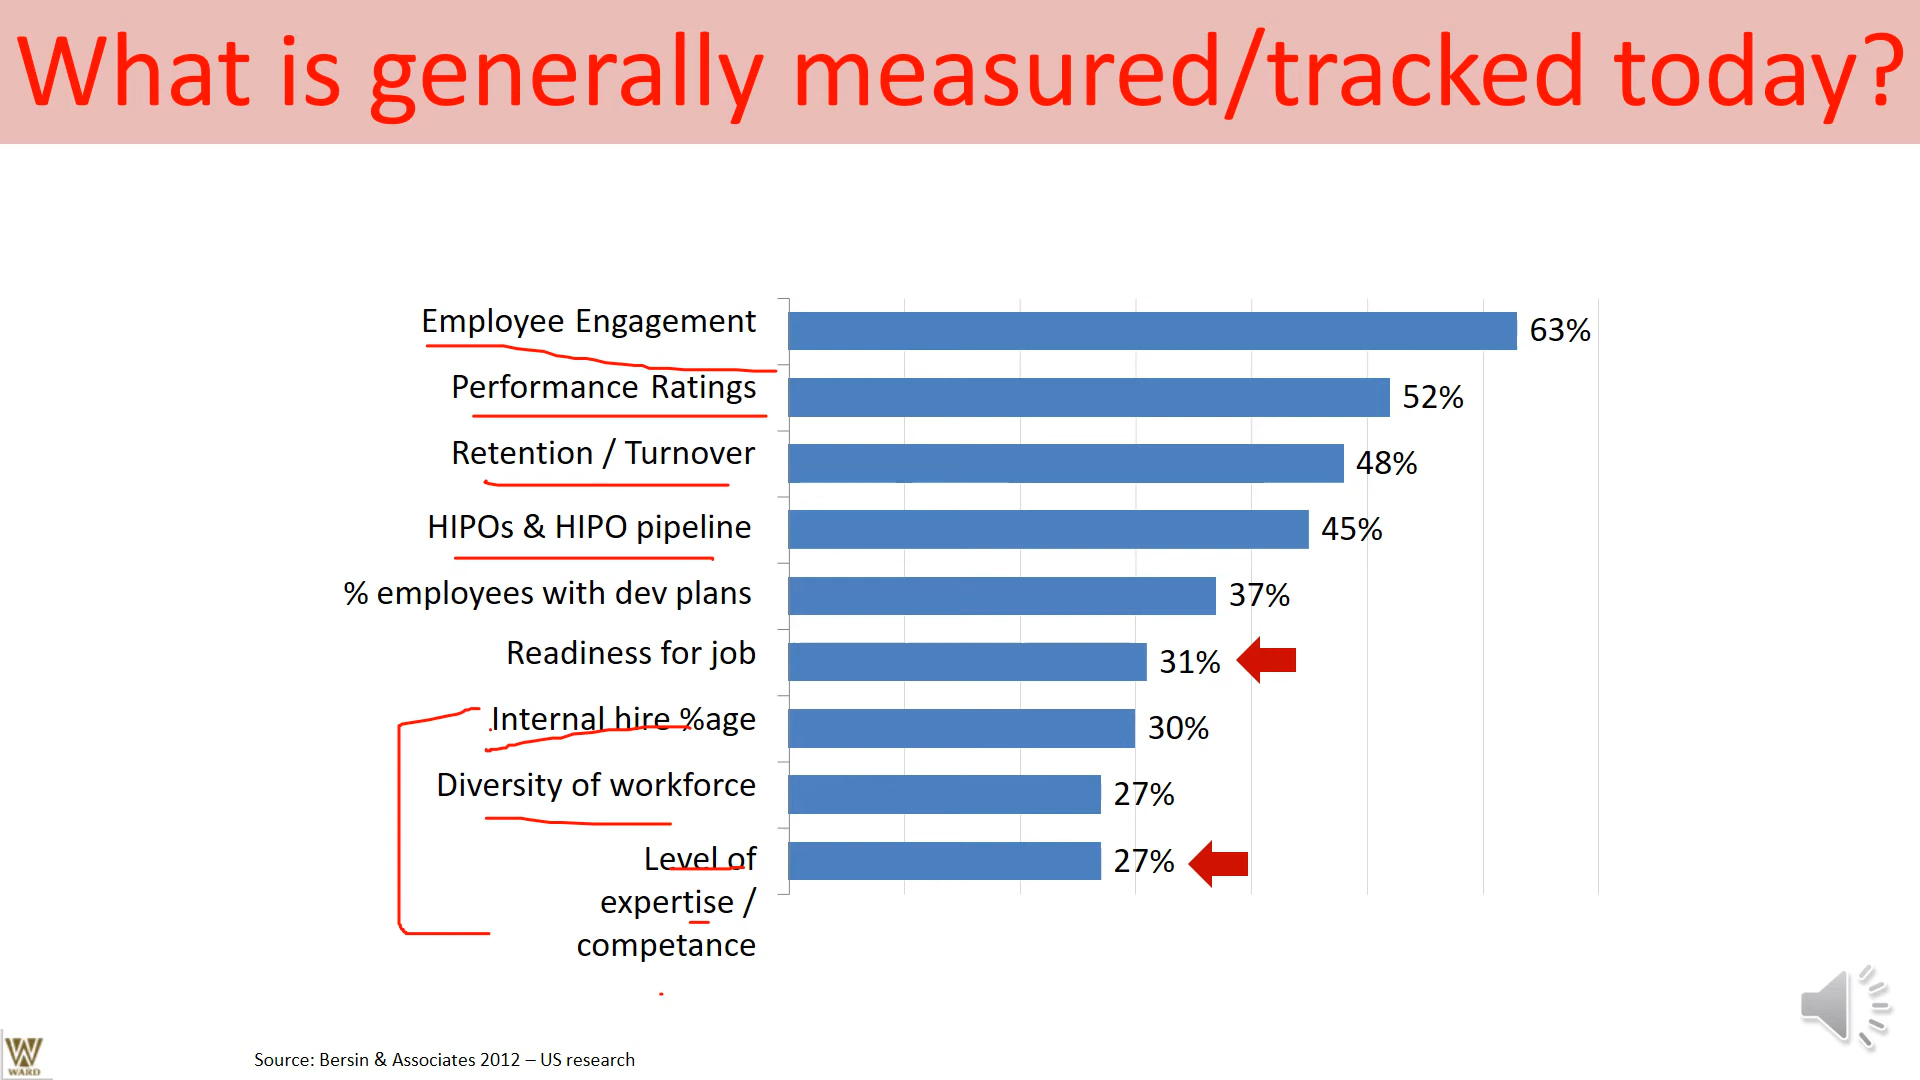 What is generally measured/tracked today?
Employee Engagement 63%
Performance Ratings 52%
Retention / Turnover 48%
HIPOs & HIPO pipeline 45%
% employees with dev plans 37%
Readiness for job 31%
Internal hire %age 30%
Diversity of workforce 27%
Level of 27%
expertise /
competance
Source: Bersin & Associates 2012 – US research
WARD